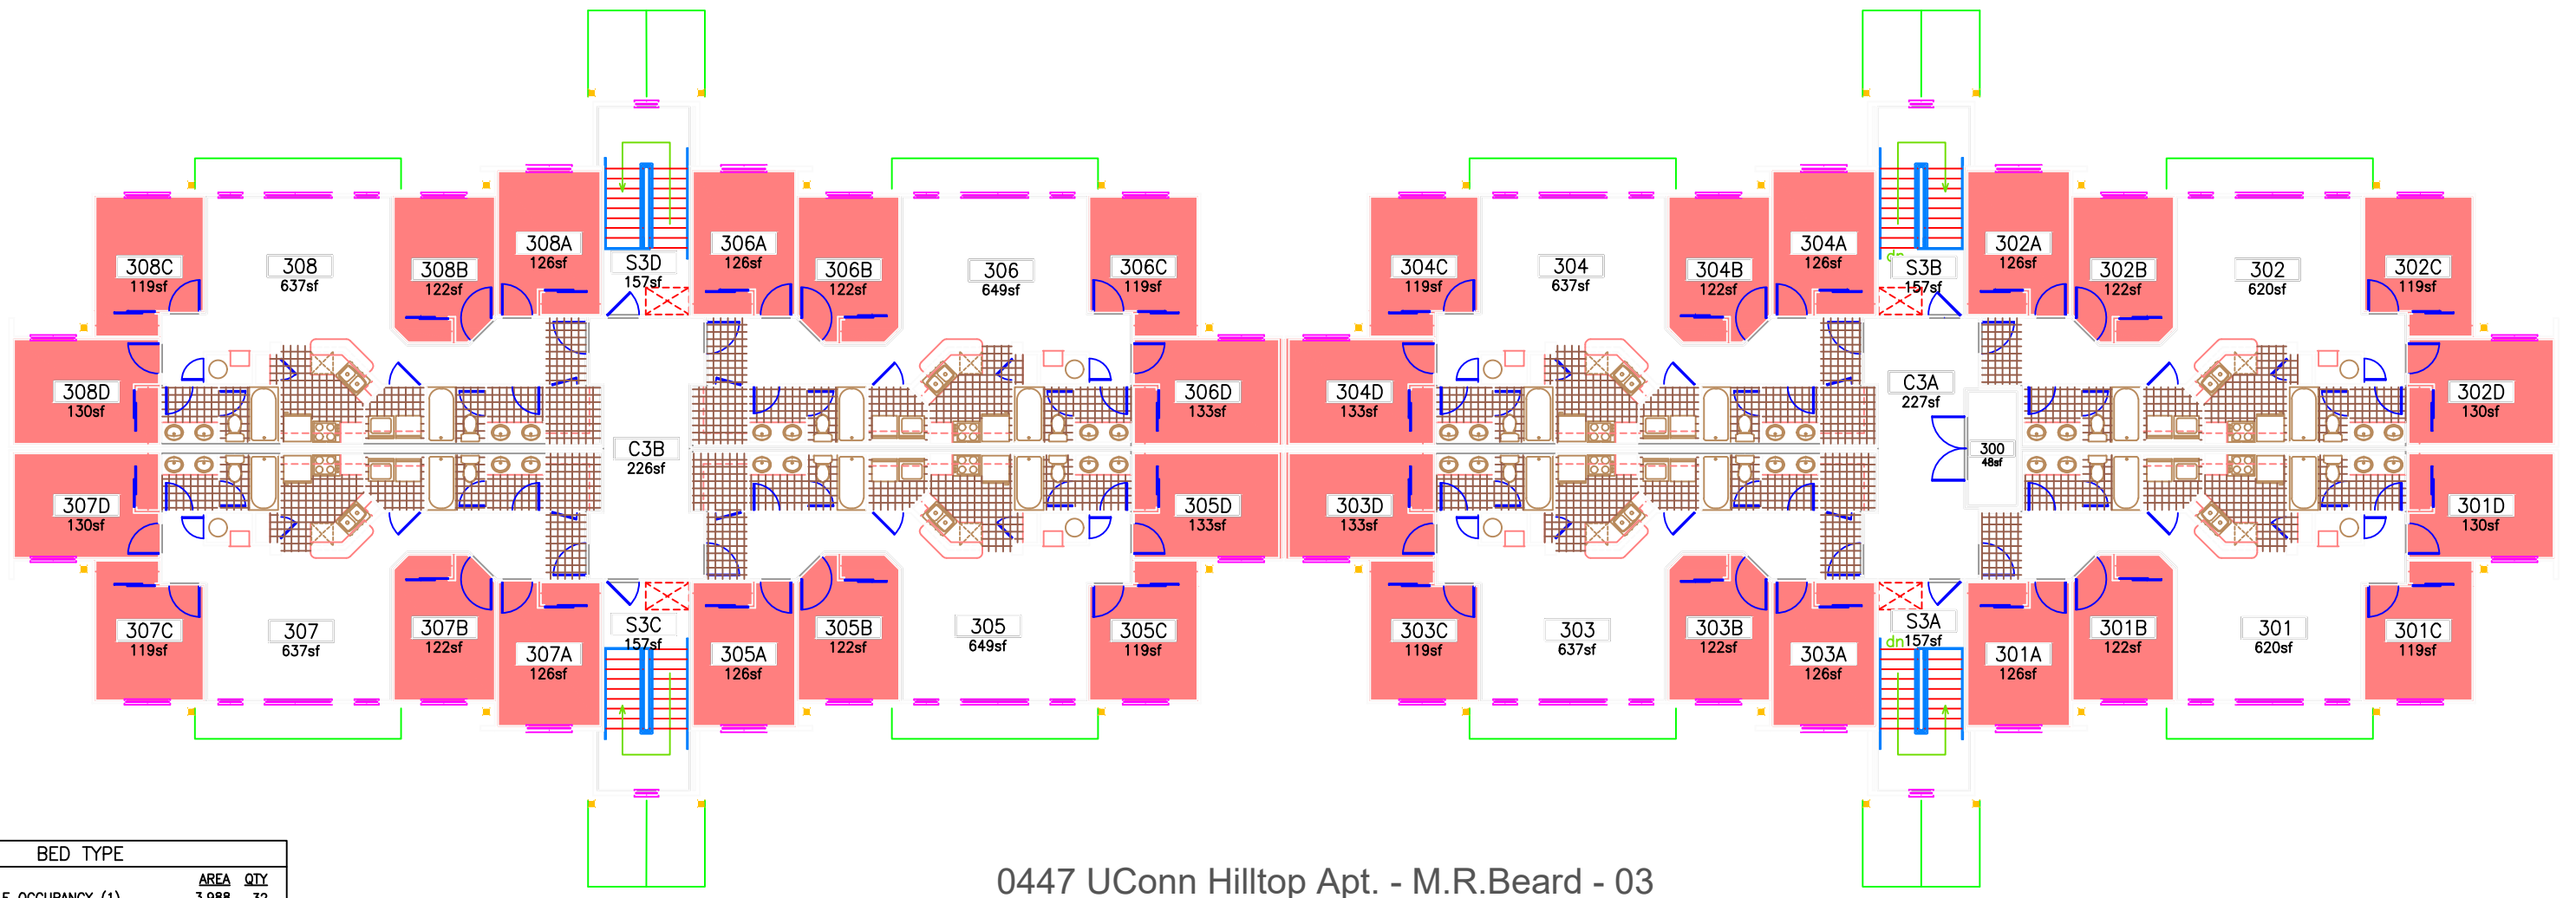 308A
126sf
306A
126sf
304A
126sf
302A
126sf
308C
119sf
308
637sf
308B
122sf
S3D
157sf
306B
122sf
306
649sf
306C
119sf
304C
119sf
304
637sf
304B
122sf
dn
S3B
157sf
302B
122sf
302
620sf
302C
119sf
308D
130sf
306D
133sf
304D
133sf
C3A
227sf
302D
130sf
C3B
226sf
300
48sf
307D
130sf
305D
133sf
303D
133sf
301D
130sf
307C
119sf
307
637sf
307B
122sf
S3C
157sf
305B
122sf
305
649sf
305C
119sf
303C
119sf
303
637sf
303B
122sf
S3A
dn
157sf
301B
122sf
301
620sf
301C
119sf
307A
126sf
305A
126sf
303A
126sf
301A
126sf
BED TYPE
AREA QTY
OCCUPANCY (1) 3,988 32
0447 UConn Hilltop Apt. - M.R.Beard - 03